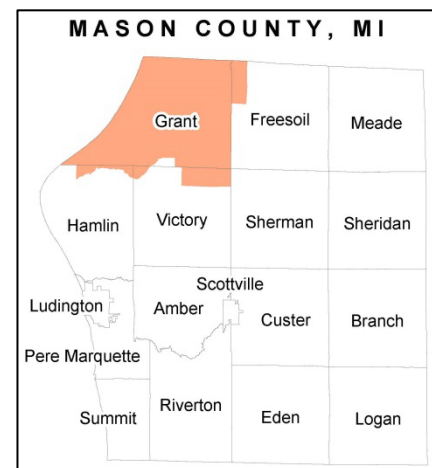 MASON COUNTY, MI
Grant
Freesoil
Meade
Hamlin
Victory
Sherman
Sheridan
Scottville
Ludington
Amber
Custer
Branch
Pere Marquette
Summit
Riverton
Eden
Logan